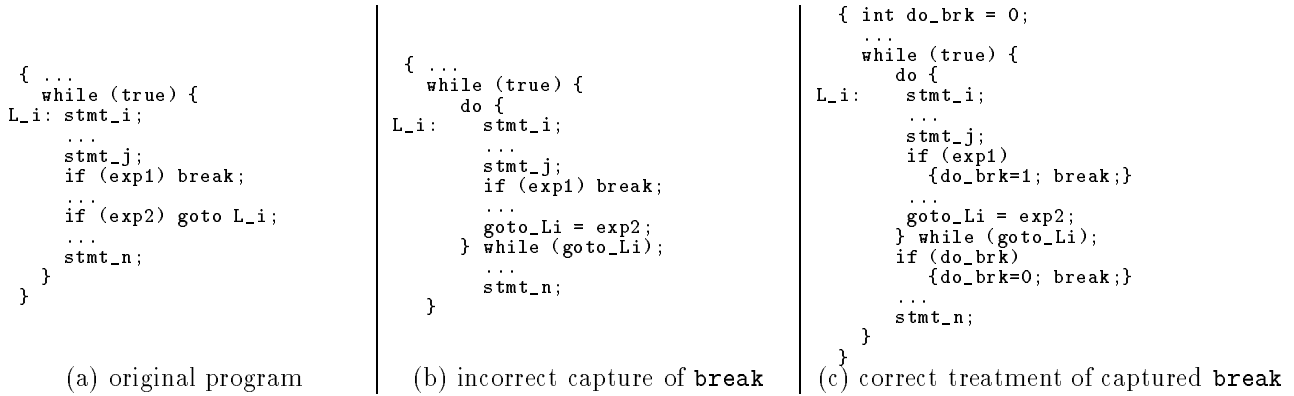 { ...
while (true) {
L_i: stmt_i;
...
stmt_j;
if (exp1) break;
...
if (exp2) goto L_i;
...
stmt_n;
}
}
(a) original program
{ ...
while (true) {
do {
L_i: stmt_i;
...
stmt_j;
if (exp1) break;
...
goto_Li = exp2;
} while (goto_Li);
...
stmt_n;
}
(b) incorrect capture of break
{ int do_brk = 0;
...
while (true) {
do {
L_i: stmt_i;
...
stmt_j;
if (exp1)
{do_brk=1; break;}
...
goto_Li = exp2;
} while (goto_Li);
if (do_brk)
{do_brk=0; break;}
...
stmt_n;
}
}
(c) correct treatment of captured break